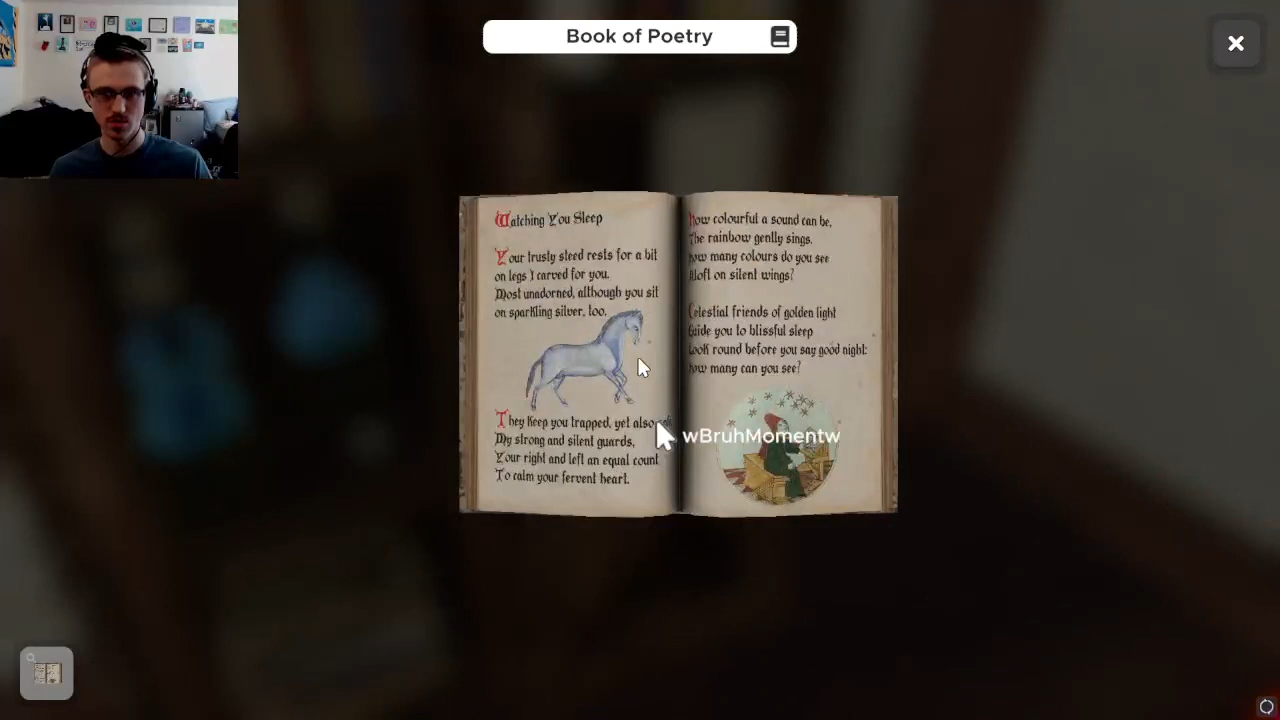 Book of Poetry
Watching You Sleep
Your trusty steed rests for a bit
on legs I carved for you.
Most unadorned, although you sit
on sparkling silver, too.
They keep you trapped, yet also
My strong and silent guards,
Your right and left an equal count
To calm your fervent heart.
How colourful a sound can be,
The rainbow gently sings.
How many colours do you see
Aloft on silent wings?
Celestial friends of golden light
Guide you to blissful sleep
Look round before you say good night:
How many can you see?
wBruhMomentw